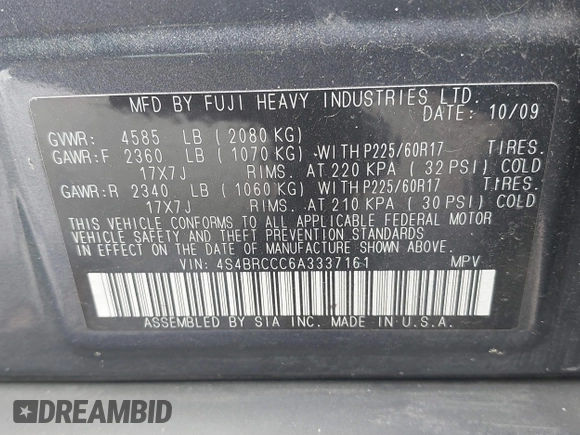 MFD BY FUJI HEAVY INDUSTRIES LTD.
DATE: 10/09
GVWR: 4585 LB (2080 KG)
GAWR:F 2360 LB (1070 KG) WITH P225/60R17 TIRES.
17X7J RIMS. AT 220 KPA (32 PSI) COLD
GAWR:R 2340 LB (1060 KG) WITH P225/60R17 TIRES.
17X7J RIMS. AT 210 KPA (30 PSI) COLD
THIS VEHICLE CONFORMS TO ALL APPLICABLE FEDERAL MOTOR
VEHICLE SAFETY AND THEFT PREVENTION STANDARDS
IN EFFECT ON THE DATE OF MANUFACTURE SHOWN ABOVE.
VIN: 4S4BRCCC6A3337161 MPV
ASSEMBLED BY SIA INC. MADE IN U.S.A.
DREAMBID